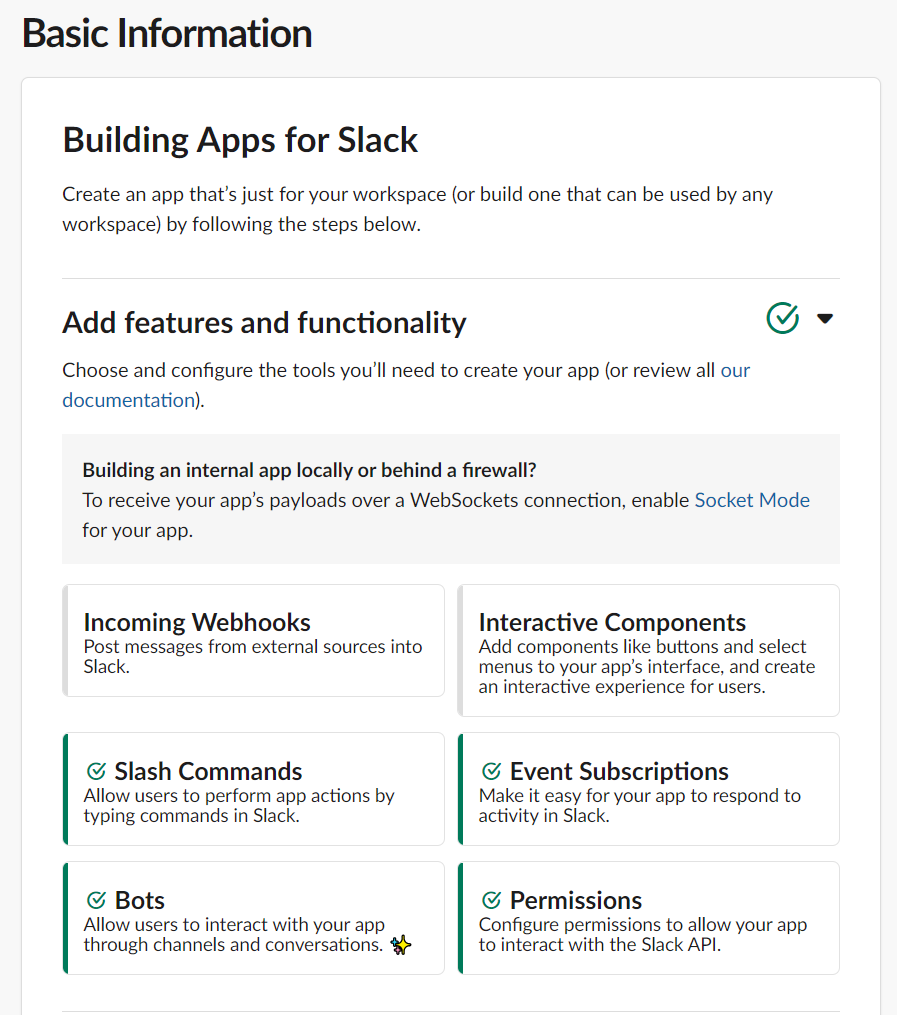 Basic Information
Building Apps for Slack
Create an app that’s just for your workspace (or build one that can be used by any
workspace) by following the steps below.
Add features and functionality
Choose and configure the tools you’ll need to create your app (or review all our
documentation).
Building an internal app locally or behind a firewall?
To receive your app’s payloads over a WebSockets connection, enable Socket Mode
for your app.
Incoming Webhooks
Post messages from external sources into
Slack.
Interactive Components
Add components like buttons and select
menus to your app’s interface, and create
an interactive experience for users.
Slash Commands
Allow users to perform app actions by
typing commands in Slack.
Event Subscriptions
Make it easy for your app to respond to
activity in Slack.
Bots
Allow users to interact with your app
through channels and conversations.
Permissions
Configure permissions to allow your app
to interact with the Slack API.